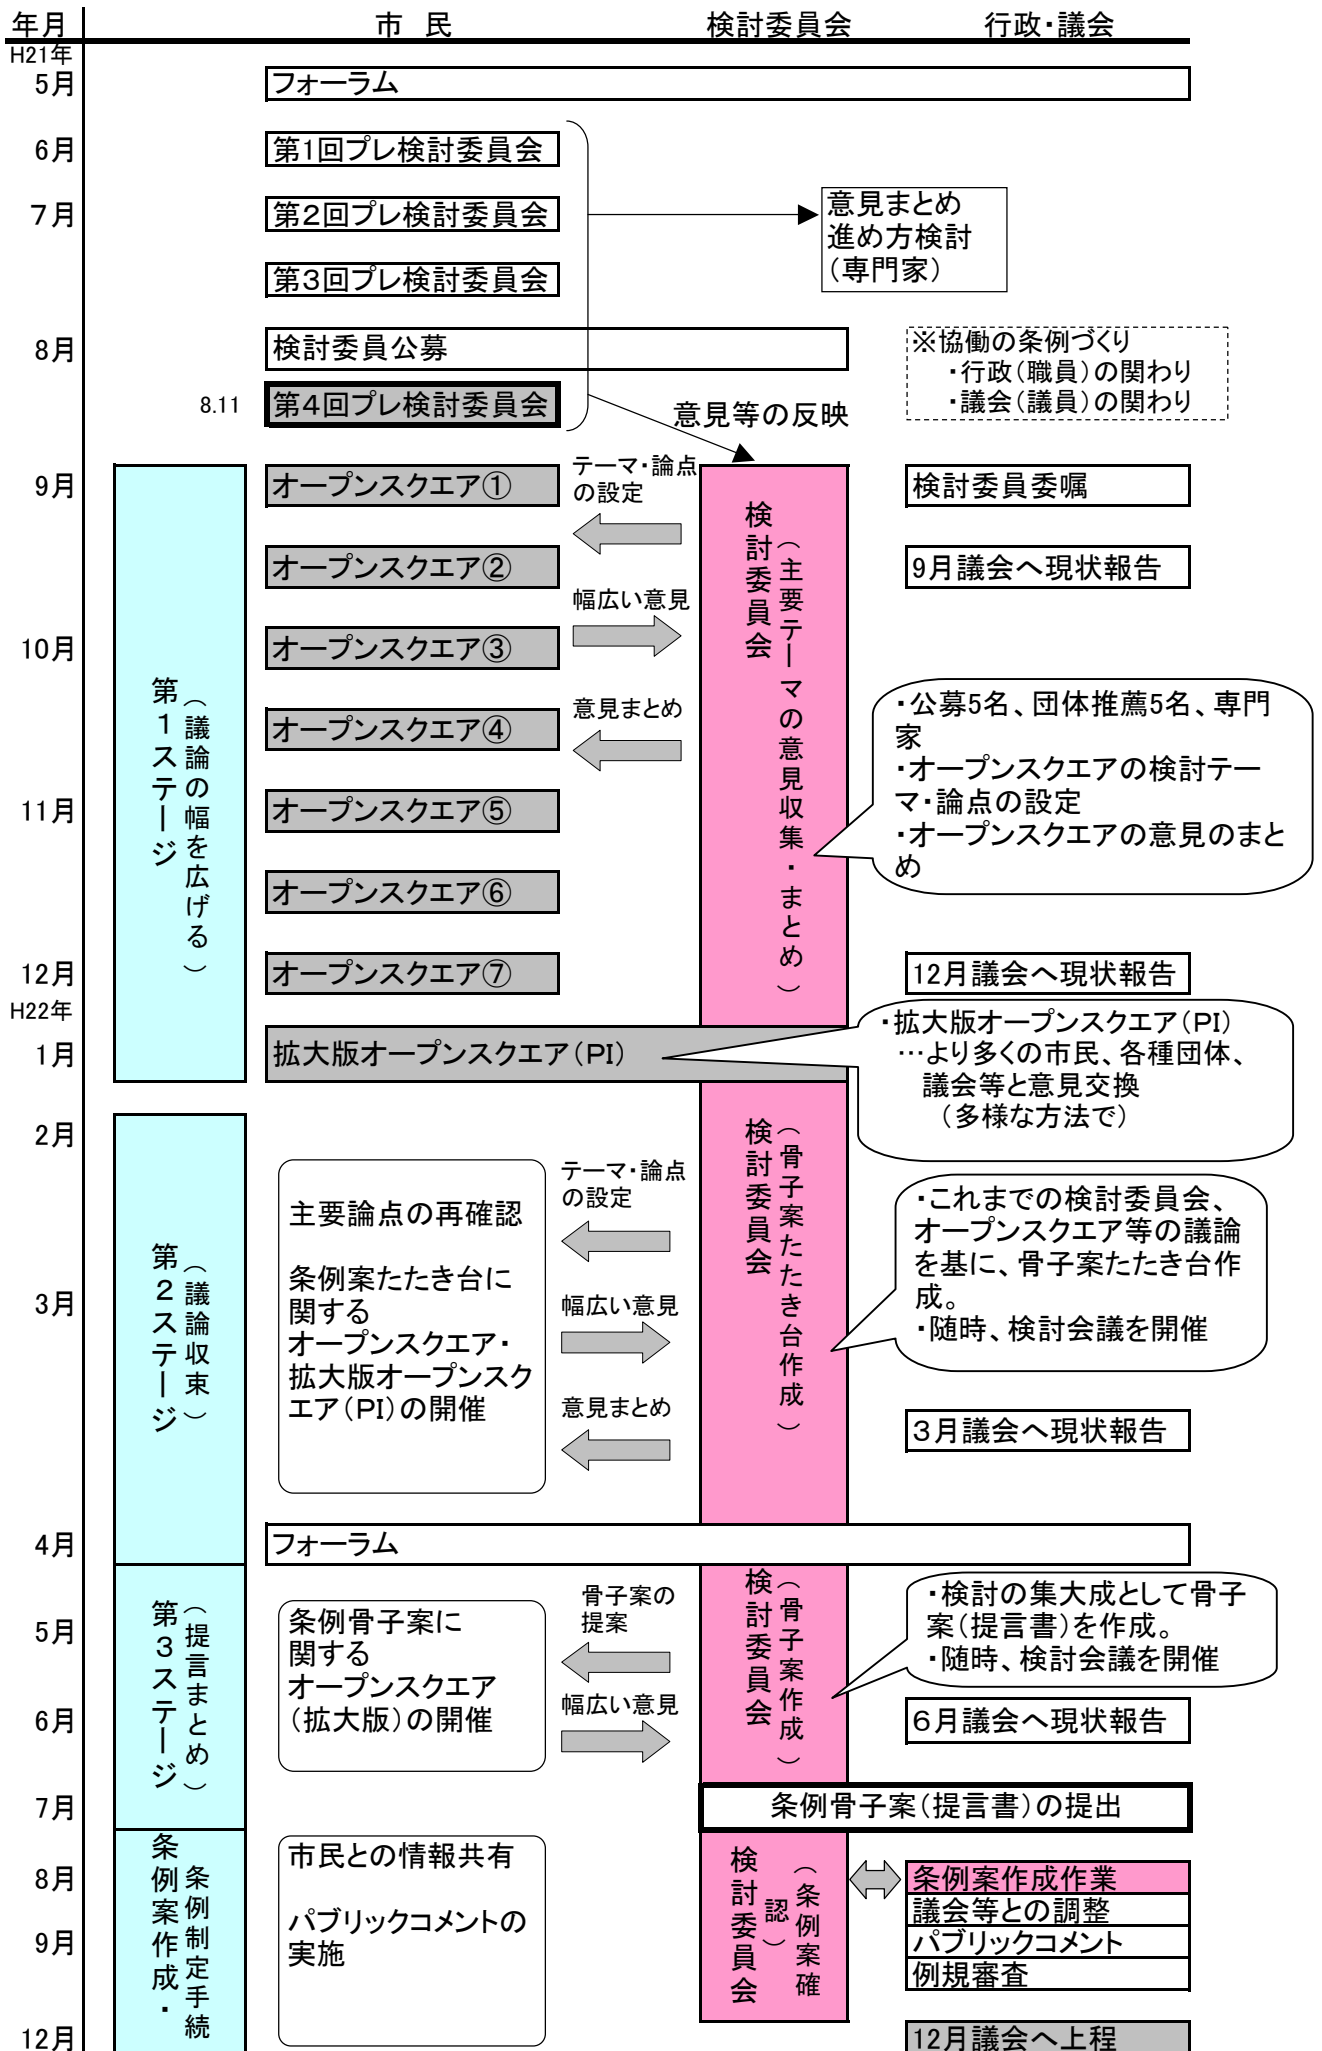 年月
市　民
検討委員会
行政・議会
H21年
5月
フォーラム
6月
第1回プレ検討委員会
7月
第2回プレ検討委員会
意見まとめ
進め方検討
（専門家）
第3回プレ検討委員会
8月
検討委員公募
※協働の条例づくり
・行政（職員）の関わり
・議会（議員）の関わり
8.11
第4回プレ検討委員会
意見等の反映
9月
オープンスクエア①
テーマ・論点
の設定
検討委員委嘱
オープンスクエア②
9月議会へ現状報告
幅広い意見
10月
オープンスクエア③
第1ステージ
（議論の幅を広げる）
検討委員会
（主要テーマの意見収集・まとめ）
オープンスクエア④
意見まとめ
・公募5名、団体推薦5名、専門
家
・オープンスクエアの検討テー
マ・論点の設定
・オープンスクエアの意見のまと
め
11月
オープンスクエア⑤
オープンスクエア⑥
12月
オープンスクエア⑦
12月議会へ現状報告
H22年
1月
拡大版オープンスクエア（PI）
・拡大版オープンスクエア（PI）
…より多くの市民、各種団体、
議会等と意見交換
（多様な方法で）
2月
第2ステージ
（議論収束）
主要論点の再確認
条例案たたき台に
関する
オープンスクエア・
拡大版オープンスク
エア（PI）の開催
テーマ・論点
の設定
幅広い意見
意見まとめ
検討委員会
（骨子案たたき台作成）
・これまでの検討委員会、
オープンスクエア等の議論
を基に、骨子案たたき台作
成。
・随時、検討会議を開催
3月
3月議会へ現状報告
4月
フォーラム
第3ステージ
（提言まとめ）
5月
条例骨子案に
関する
オープンスクエア
（拡大版）の開催
骨子案の
提案
幅広い意見
検討委員会
（骨子案作成）
・検討の集大成として骨子
案（提言書）を作成。
・随時、検討会議を開催
6月
6月議会へ現状報告
7月
条例骨子案（提言書）の提出
条例案作成・
条例制定手続
8月
市民との情報共有
パブリックコメントの
実施
検討委員会
（条例案確
認）
条例案作成作業
議会等との調整
9月
パブリックコメント
例規審査
12月
12月議会へ上程